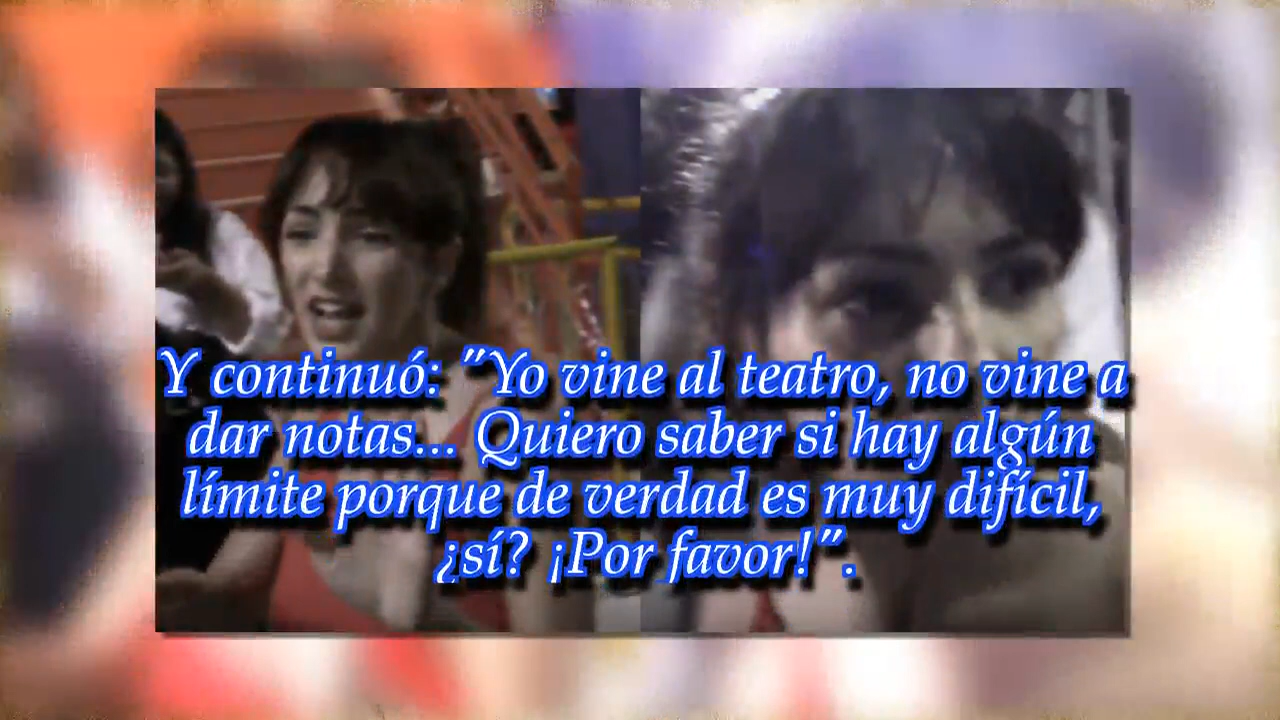 Y continuó: "Yo vine al teatro, no vine a
dar notas... Quiero saber si hay algún
límite porque de verdad es muy difícil,
¿sí? ¡Por favor!".